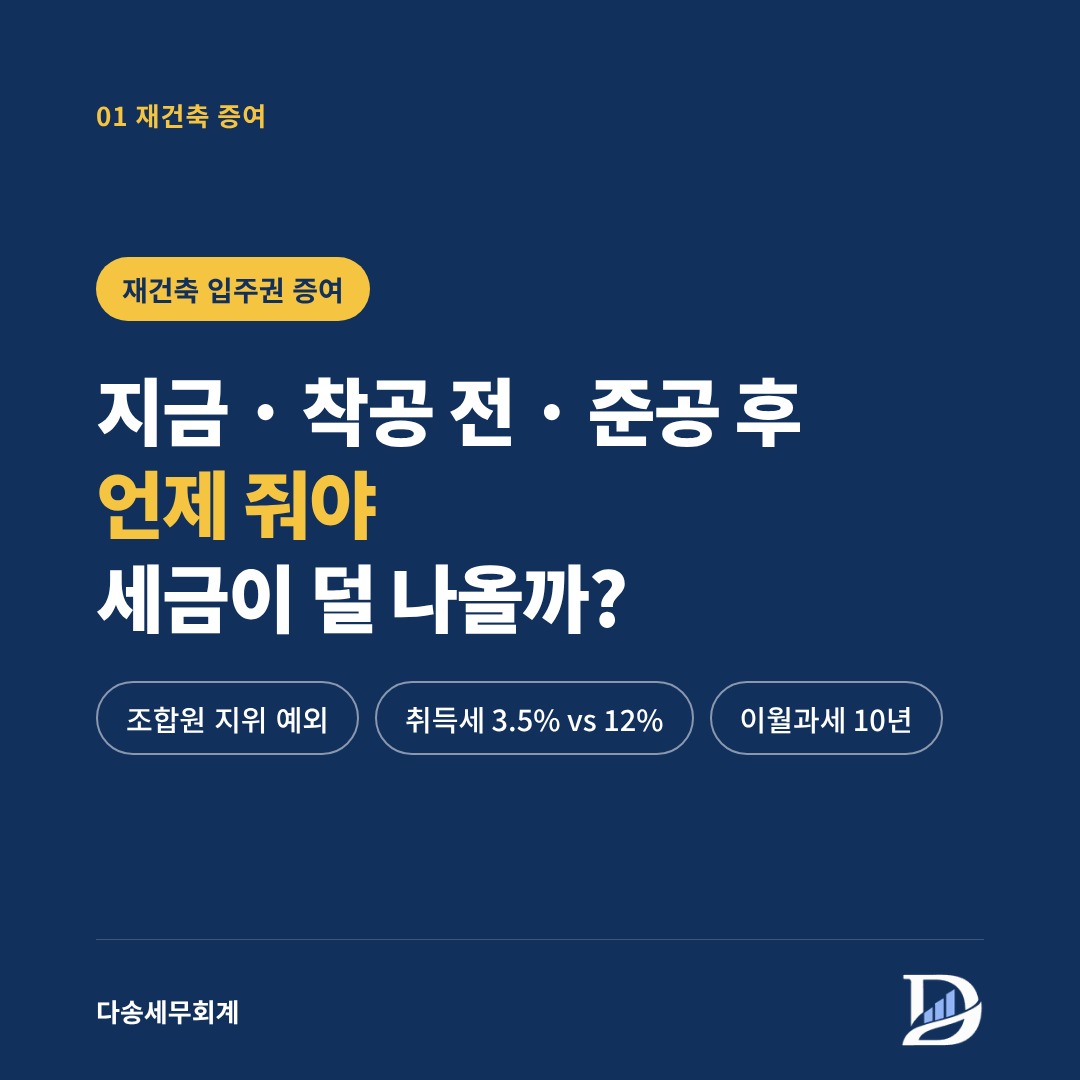 01 재건축 증여
재건축 입주권 증여
지금 · 착공 전 · 준공 후
언제 줘야
세금이 덜 나올까?
조합원 지위 예외
취득세 3.5% vs 12%
이월과세 10년
다송세무회계